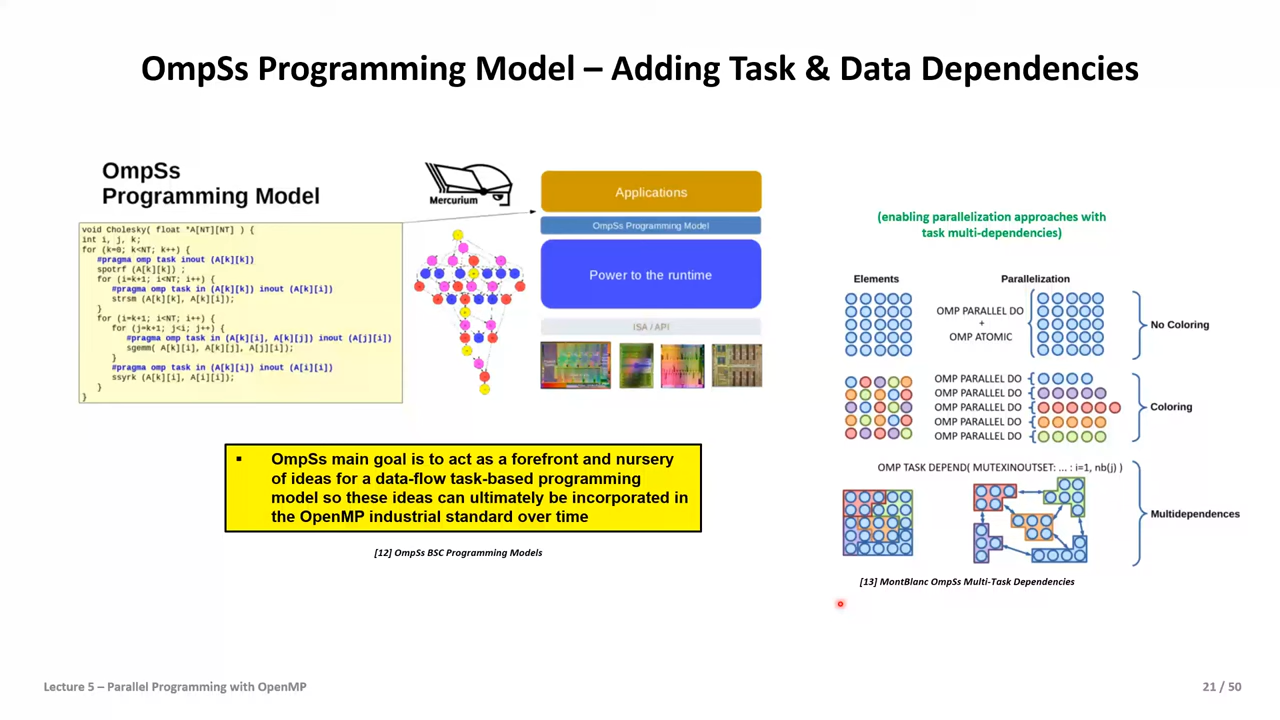 OmpSs Programming Model – Adding Task & Data Dependencies
OmpSs
Programming Model
Mercurium
void Cholesky( float *A[NT][NT] ) {
int i, j, k;
for (k=0; k<NT; k++) {
#pragma omp task inout (A[k][k])
spotrf (A[k][k]) ;
for (i=k+1; i<NT; i++) {
#pragma omp task in (A[k][k]) inout (A[k][i])
strsm (A[k][k], A[k][i]);
}
for (i=k+1; i<NT; i++) {
for (j=k+1; j<i; j++) {
#pragma omp task in (A[k][i], A[k][j]) inout (A[j][i])
sgemm( A[k][i], A[k][j], A[j][i]);
}
#pragma omp task in (A[k][i]) inout (A[i][i])
ssyrk (A[k][i], A[i][i]);
}
}
Applications
OmpSs Programming Model
Power to the runtime
ISA / API
▪ OmpSs main goal is to act as a forefront and nursery
of ideas for a data-flow task-based programming
model so these ideas can ultimately be incorporated in
the OpenMP industrial standard over time
[12] OmpSs BSC Programming Models
(enabling parallelization approaches with
task multi-dependencies)
Elements
Parallelization
OMP PARALLEL DO
+
OMP ATOMIC
No Coloring
OMP PARALLEL DO
OMP PARALLEL DO
OMP PARALLEL DO
OMP PARALLEL DO
OMP PARALLEL DO
Coloring
OMP TASK DEPEND( MUTEXINOUTSET: ... : i=1, nb(j) )
Multidependences
[13] MontBlanc OmpSs Multi-Task Dependencies
Lecture 5 – Parallel Programming with OpenMP
21 / 50